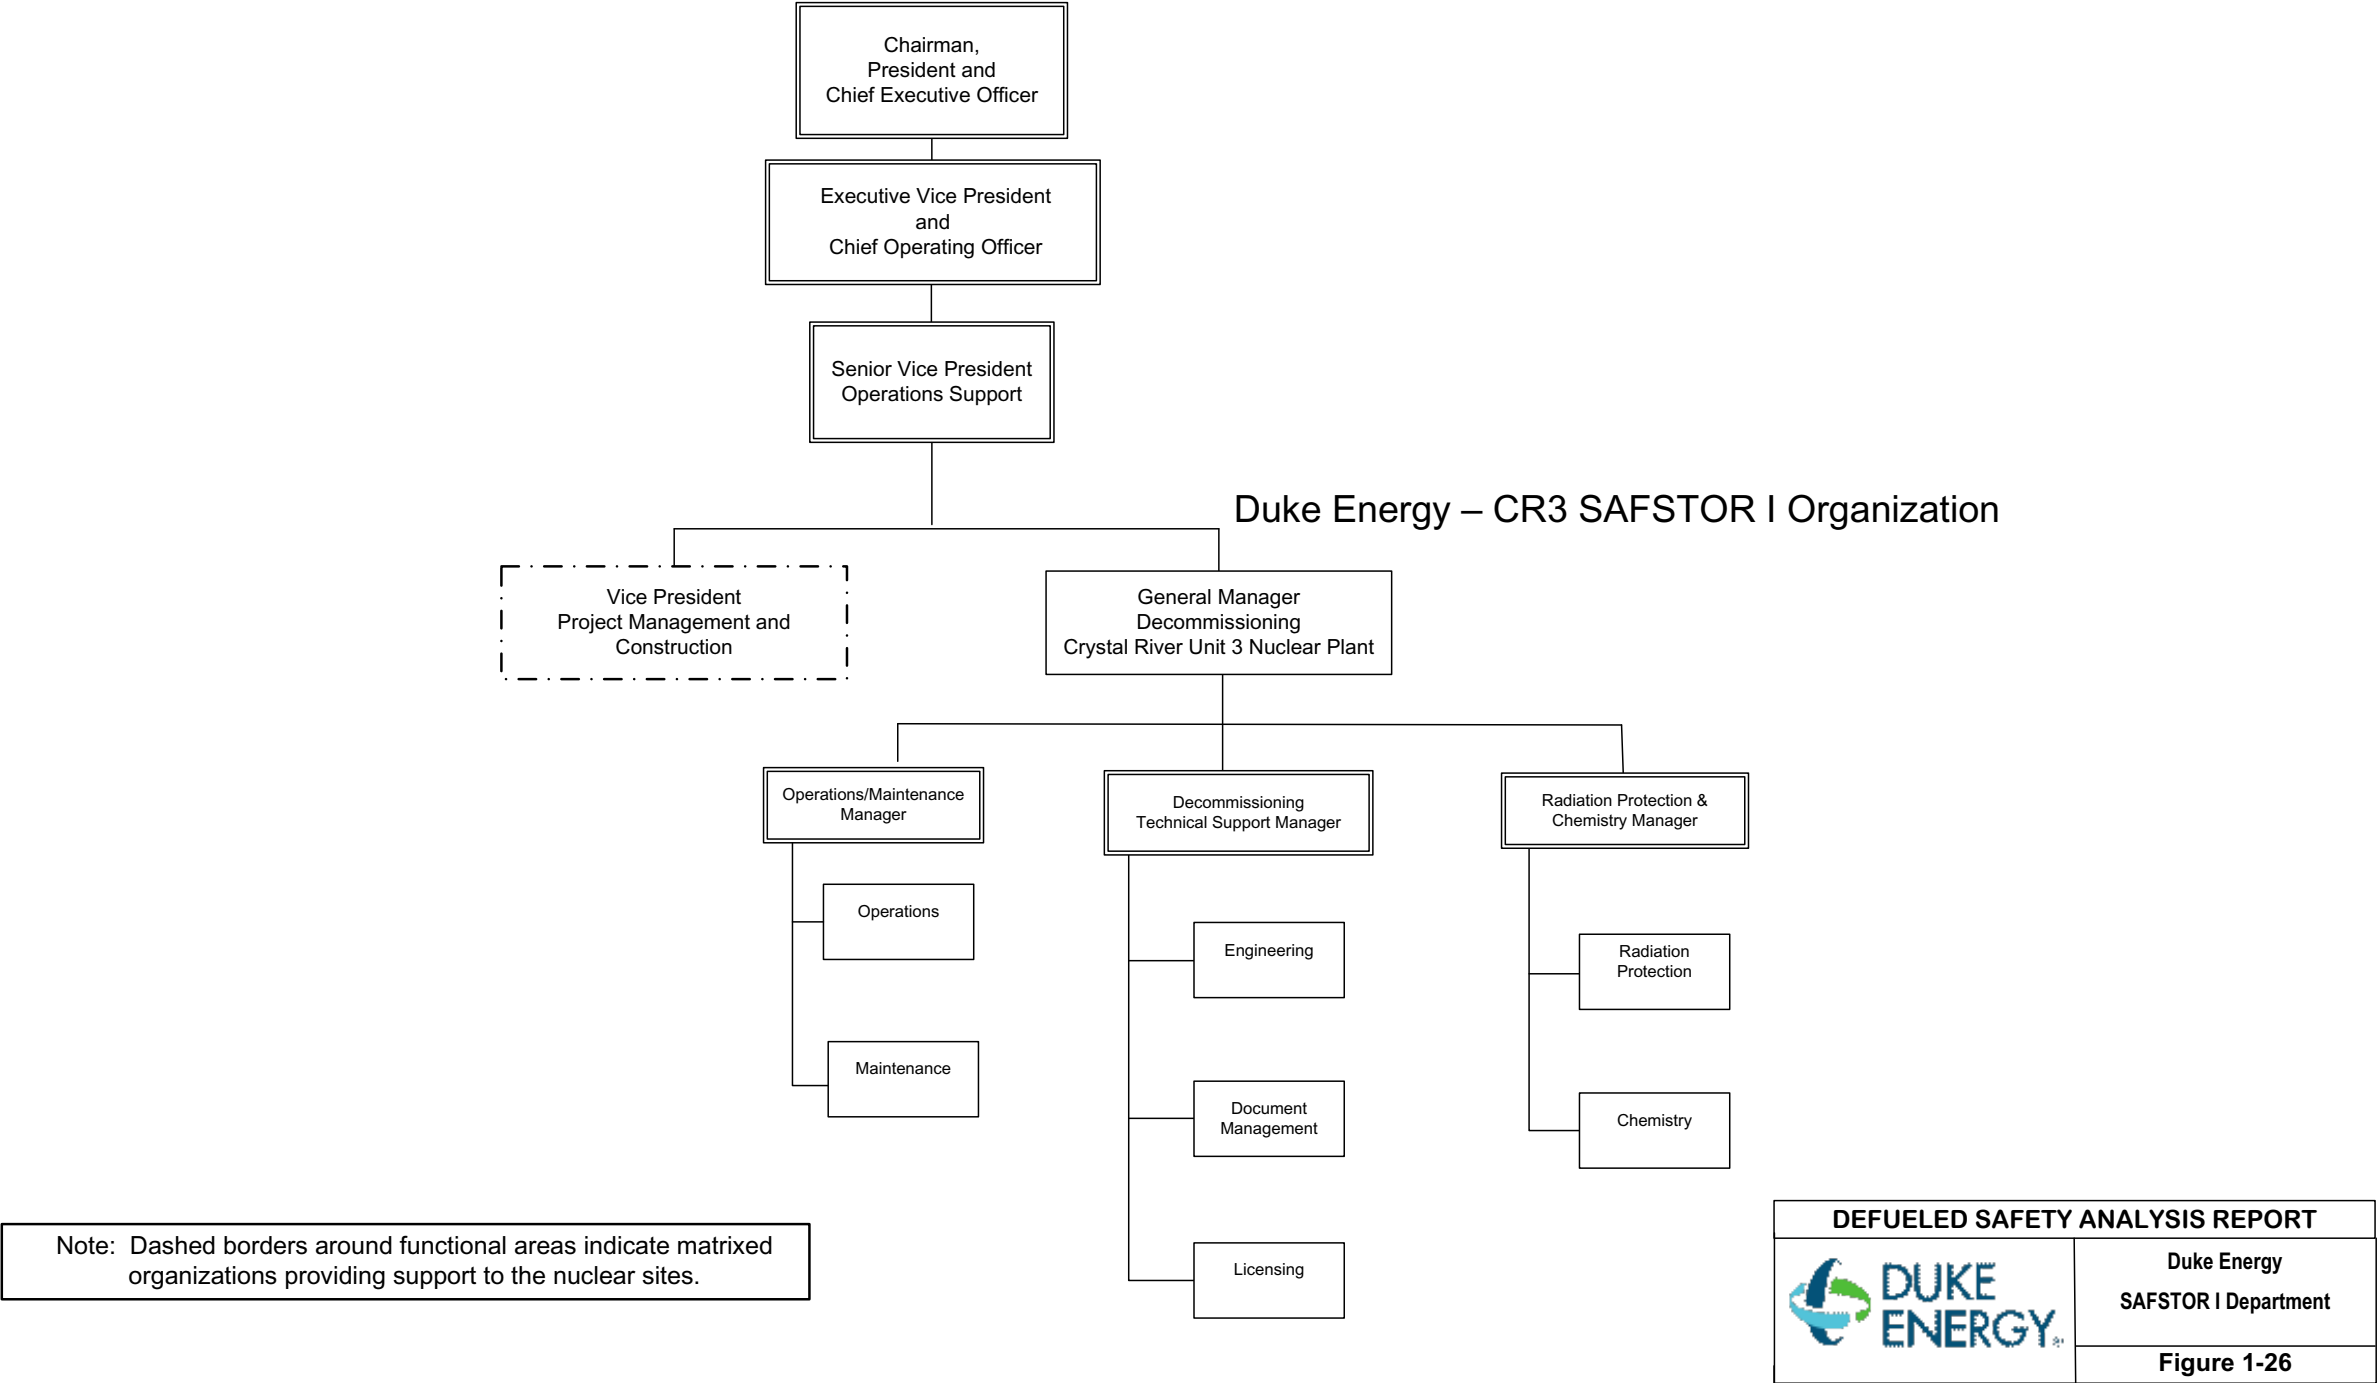 Chairman,
President and
Chief Executive Officer
Executive Vice President
and
Chief Operating Officer
Senior Vice President
Operations Support
Duke Energy – CR3 SAFSTOR I Organization
Vice President
Project Management and
Construction
General Manager
Decommissioning
Crystal River Unit 3 Nuclear Plant
Operations/Maintenance
Manager
Decommissioning
Technical Support Manager
Radiation Protection &
Chemistry Manager
Operations
Maintenance
Engineering
Document
Management
Licensing
Radiation
Protection
Chemistry
Note: Dashed borders around functional areas indicate matrixed
organizations providing support to the nuclear sites.
DEFUELED SAFETY ANALYSIS REPORT
DUKE
ENERGY
Duke Energy
SAFSTOR I Department
Figure 1-26